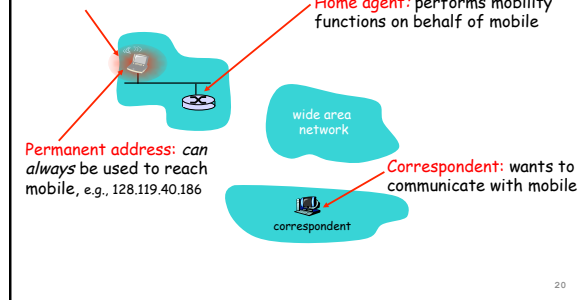 Home agent: performs mobility
functions on behalf of mobile
wide area
network
Permanent address: can
always be used to reach
mobile, e.g., 128.119.40.186
Correspondent: wants to
communicate with mobile
correspondent
20